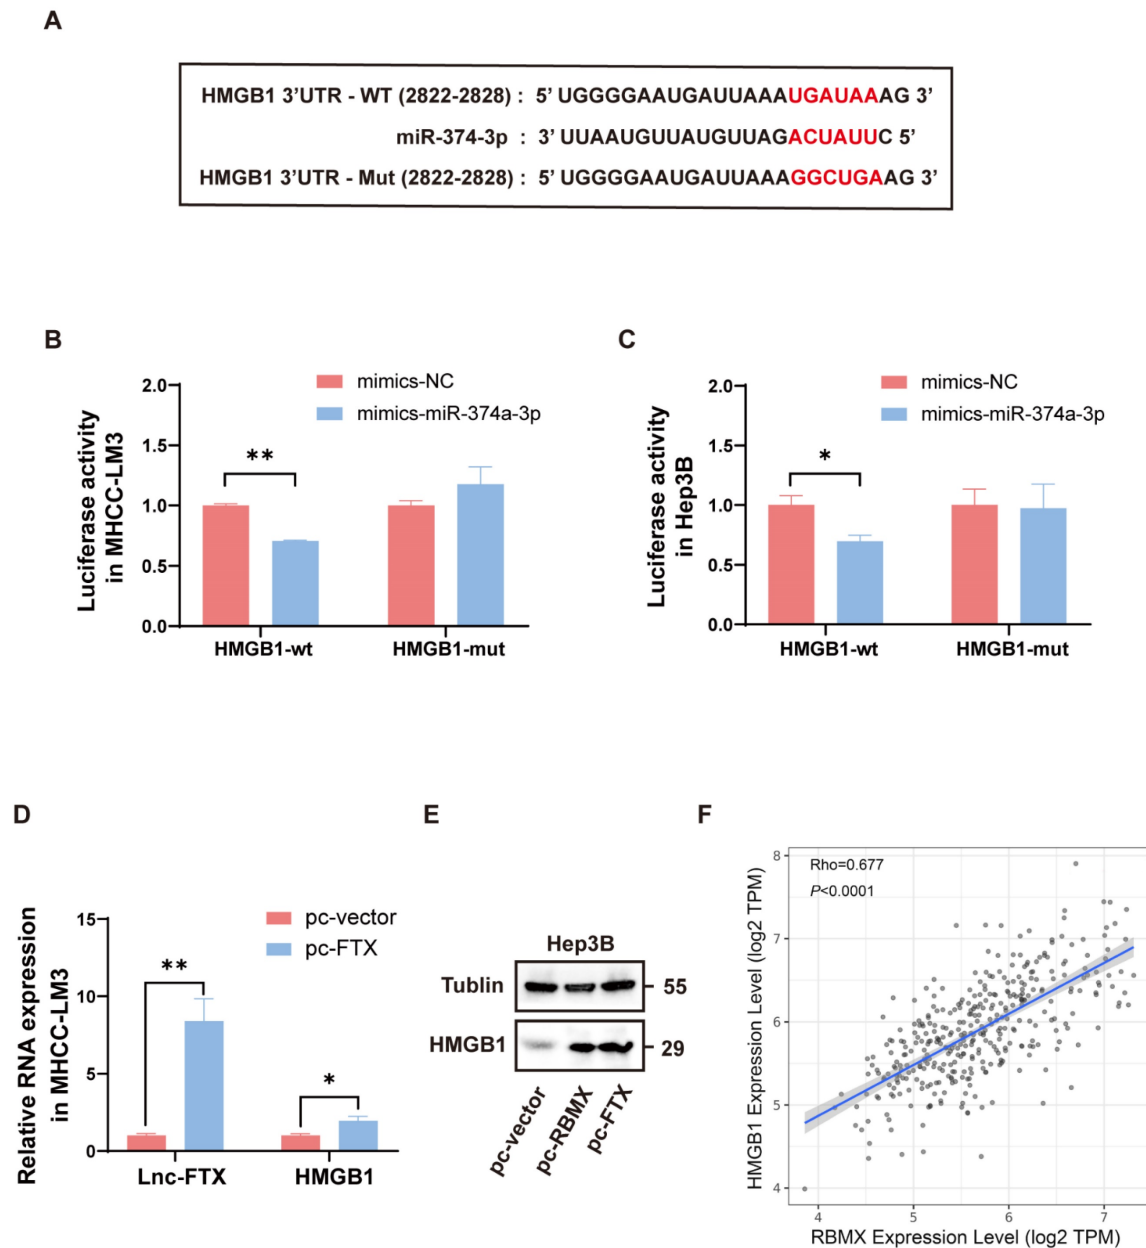 A
HMGB1 3’UTR - WT (2822-2828) : 5’ UGGGGAAUGAUUAAAUGAUAAAG 3’
miR-374-3p : 3’ UUAAUGUUAUGUUAGACUAUUC 5’
HMGB1 3’UTR - Mut (2822-2828) : 5’ UGGGGAAUGAUUAAAGGCUGAAG 3’
B
mimics-NC
mimics-miR-374a-3p
Luciferase activity
in MHCC-LM3
2.0
1.5
1.0
0.5
0.0
**
HMGB1-wt
HMGB1-mut
C
mimics-NC
mimics-miR-374a-3p
Luciferase activity
in Hep3B
2.0
1.5
1.0
0.5
0.0
*
HMGB1-wt
HMGB1-mut
D
pc-vector
pc-FTX
Relative RNA expression
in MHCC-LM3
15
10
5
0
**
*
Lnc-FTX
HMGB1
E
Hep3B
Tublin
55
HMGB1
29
pc-vector
pc-RBMX
pc-FTX
F
Rho=0.677
P<0.0001
HMGB1 Expression Level (log2 TPM)
8
7
6
5
4
4
5
6
7
RBMX Expression Level (log2 TPM)